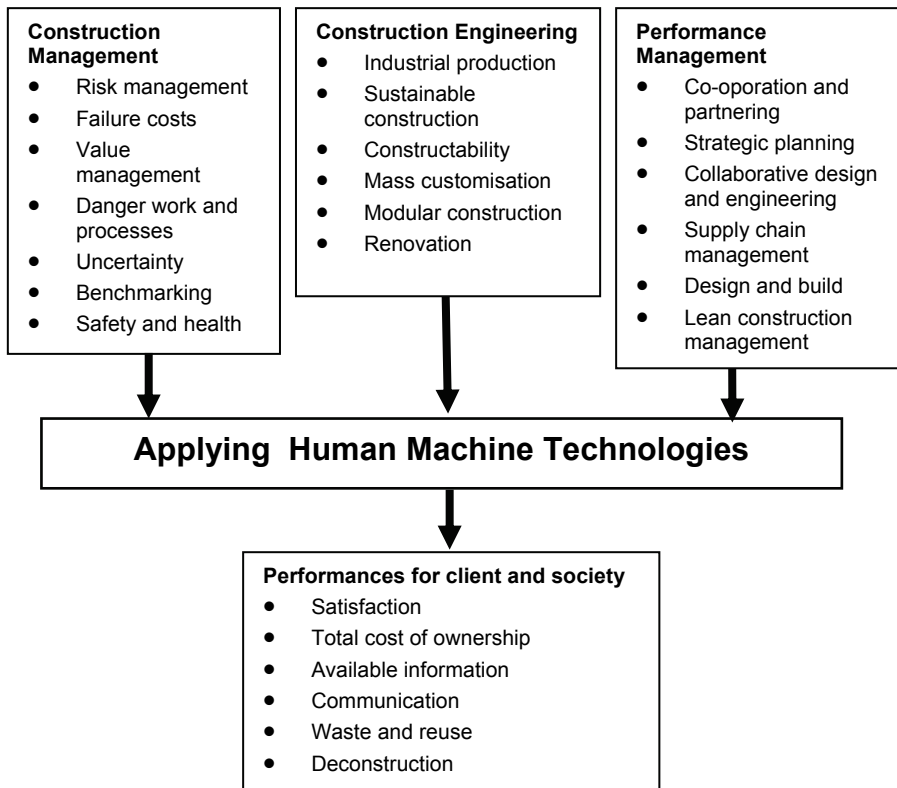 Construction
Management
● Risk management
● Failure costs
● Value
management
● Danger work and
processes
● Uncertainty
● Benchmarking
● Safety and health
Construction Engineering
● Industrial production
● Sustainable
construction
● Constructability
● Mass customisation
● Modular construction
● Renovation
Performance
Management
● Co-oporation and
partnering
● Strategic planning
● Collaborative design
and engineering
● Supply chain
management
● Design and build
● Lean construction
management
Applying Human Machine Technologies
Performances for client and society
● Satisfaction
● Total cost of ownership
● Available information
● Communication
● Waste and reuse
● Deconstruction